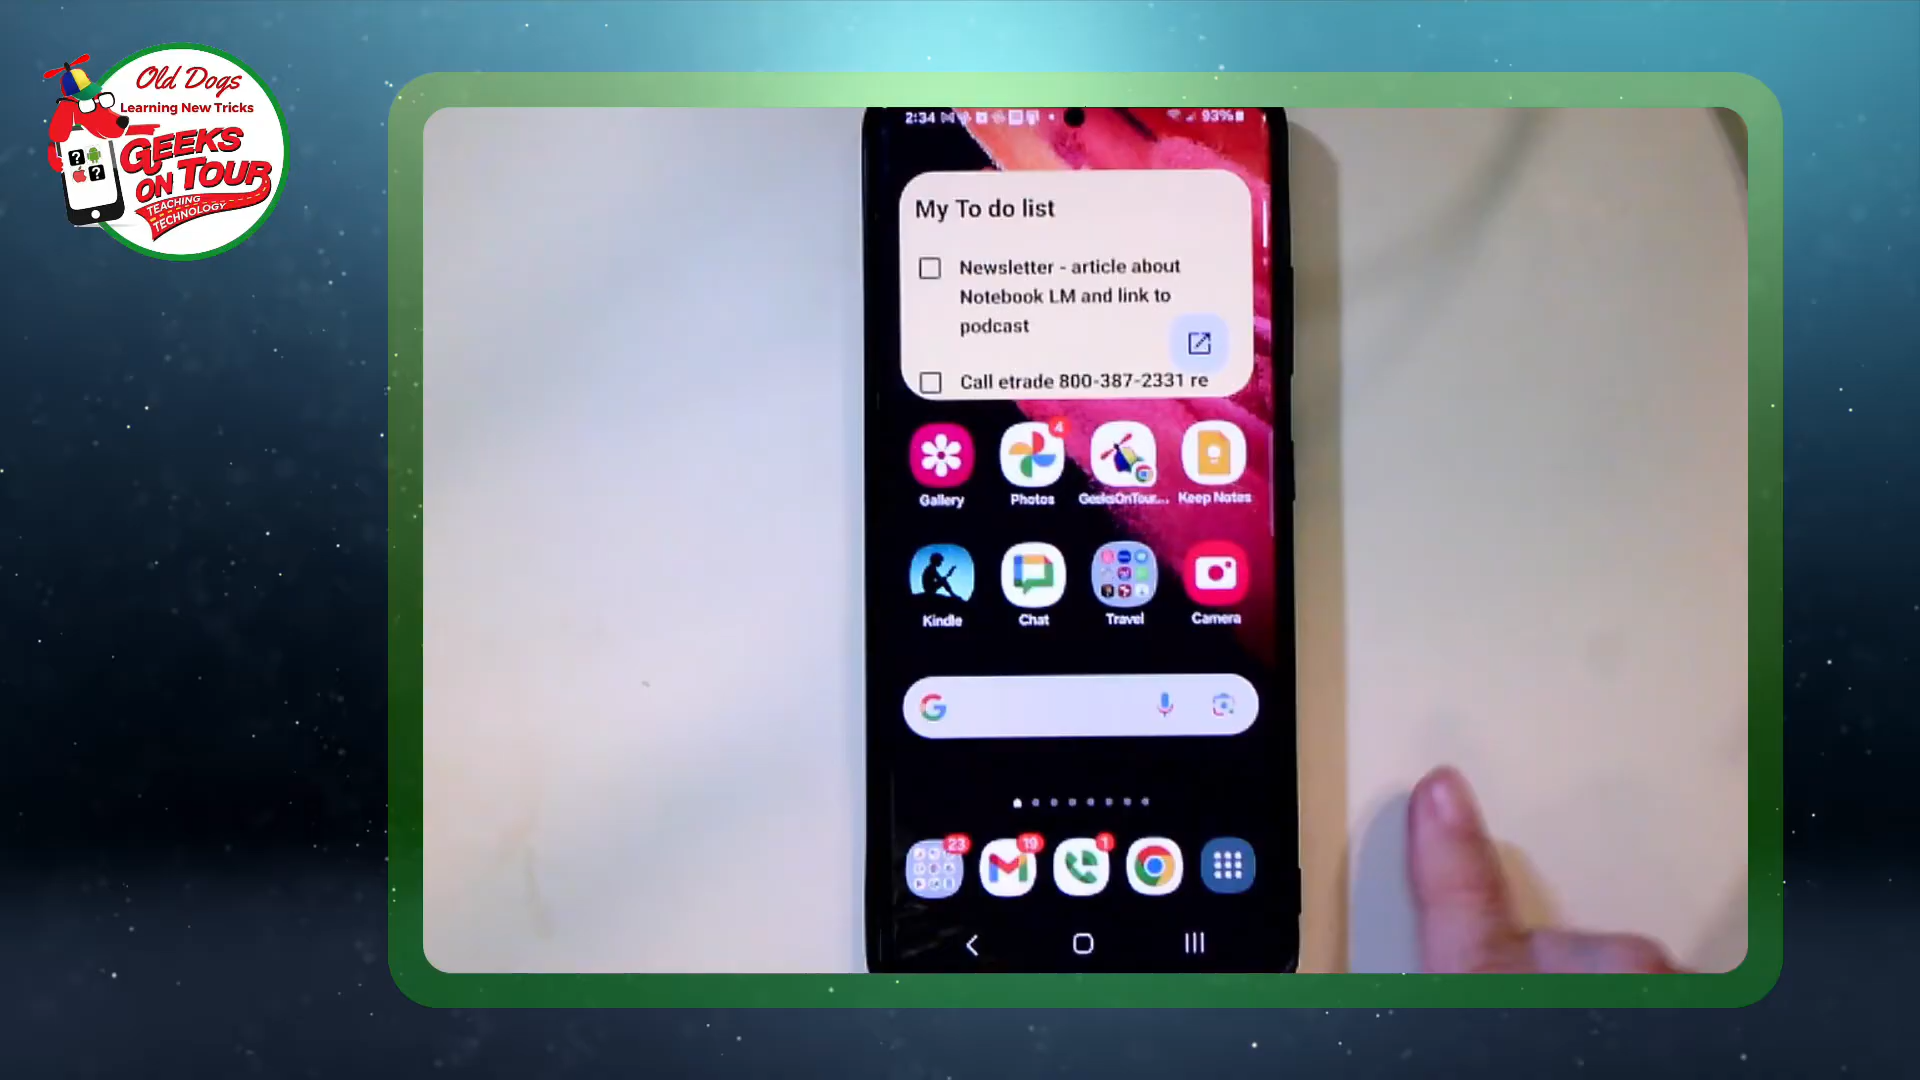 Old Dogs
Learning New Tricks
GEEKS
ON TOUR
TEACHING
TECHNOLOGY
? ?
2:34
93%
My To do list
Newsletter - article about
Notebook LM and link to
podcast
Call etrade 800-387-2331 re
4
Gallery
Photos
GeeksOnTour...
Keep Notes
Kindle
Chat
Travel
Camera
G
23
19
1